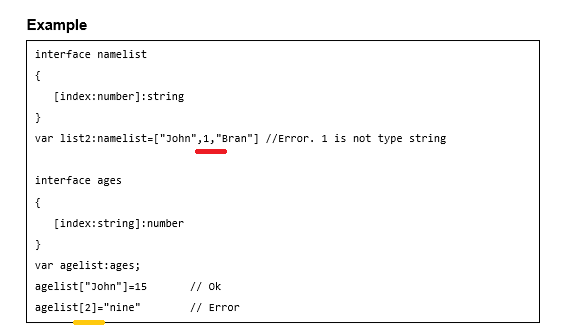 Example
interface namelist
{
[index:number]:string
}
var list2:namelist=["John",1,"Bran"] //Error. 1 is not type string
interface ages
{
[index:string]:number
}
var agelist:ages;
agelist["John"]=15 // Ok
agelist[2]="nine" // Error